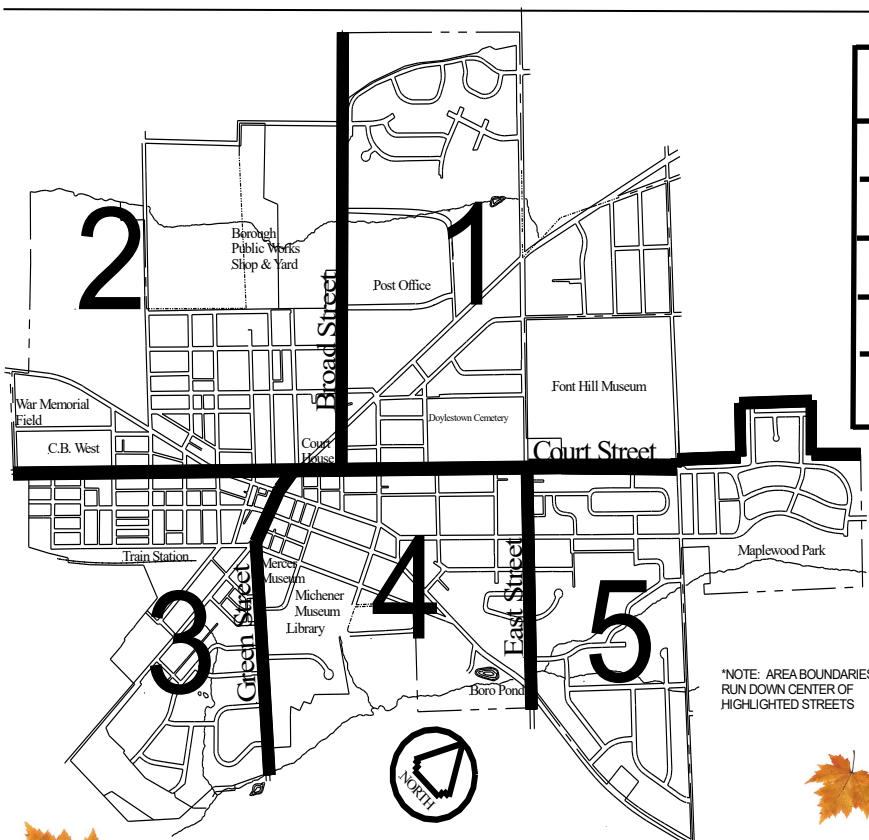 2
Borough
Public Works
Shop & Yard
Broad Street
1
Post Office
Font Hill Museum
War Memorial
Field
C.B. West
Court
House
Doylestown Cemetery
Court Street
Train Station
Mercer
Museum
Michener
Museum
Library
3
Green Street
4
East Street
5
Maplewood Park
Boro Pond
*NOTE: AREA BOUNDARIES
RUN DOWN CENTER OF
HIGHLIGHTED STREETS
NORTH